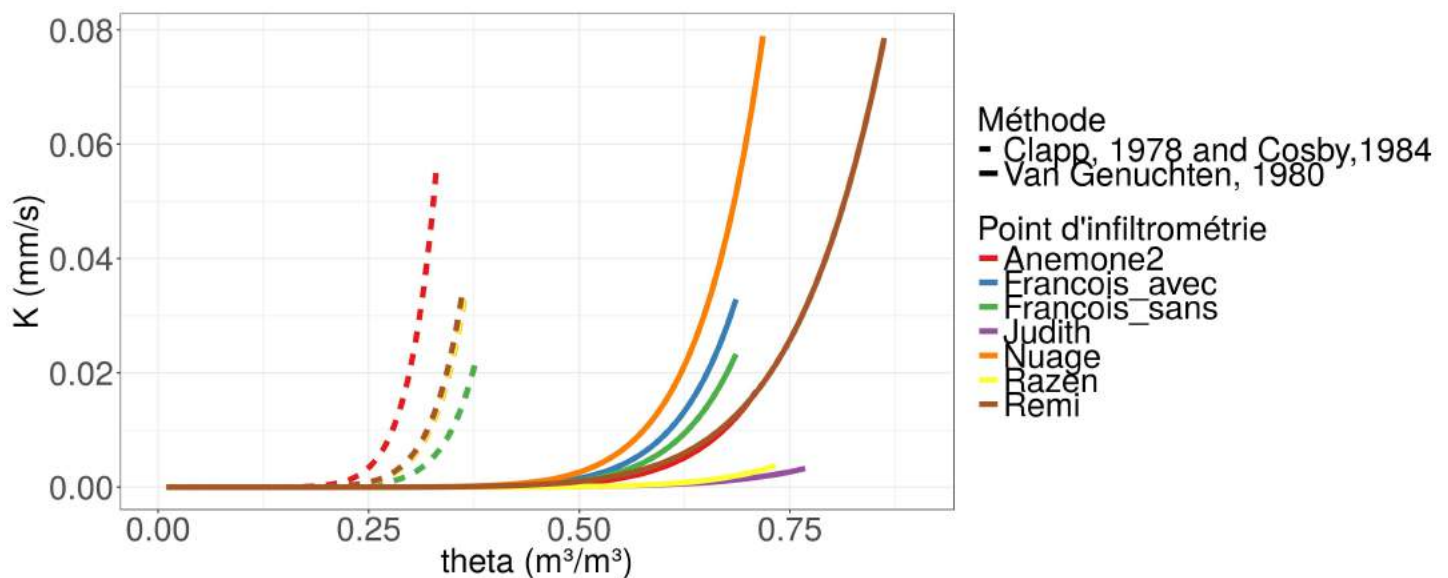 0.08
0.06
0.04
0.02
0.00
K (mm/s)
0.00 0.25 0.50 0.75
theta (m³/m³)
Méthode
Clapp, 1978 and Cosby,1984
Van Genuchten, 1980
Point d'infiltrométrie
Anemone2
Francois_avec
Francois_sans
Judith
Nuage
Razen
Remi